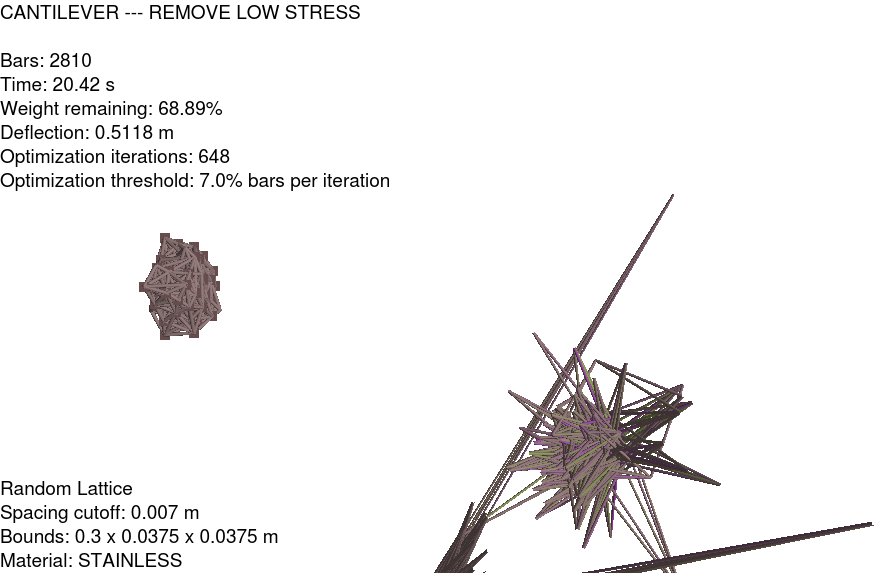 CANTILEVER --- REMOVE LOW STRESS
Bars: 2810
Time: 20.42 s
Weight remaining: 68.89%
Deflection: 0.5118 m
Optimization iterations: 648
Optimization threshold: 7.0% bars per iteration
Random Lattice
Spacing cutoff: 0.007 m
Bounds: 0.3 x 0.0375 x 0.0375 m
Material: STAINLESS